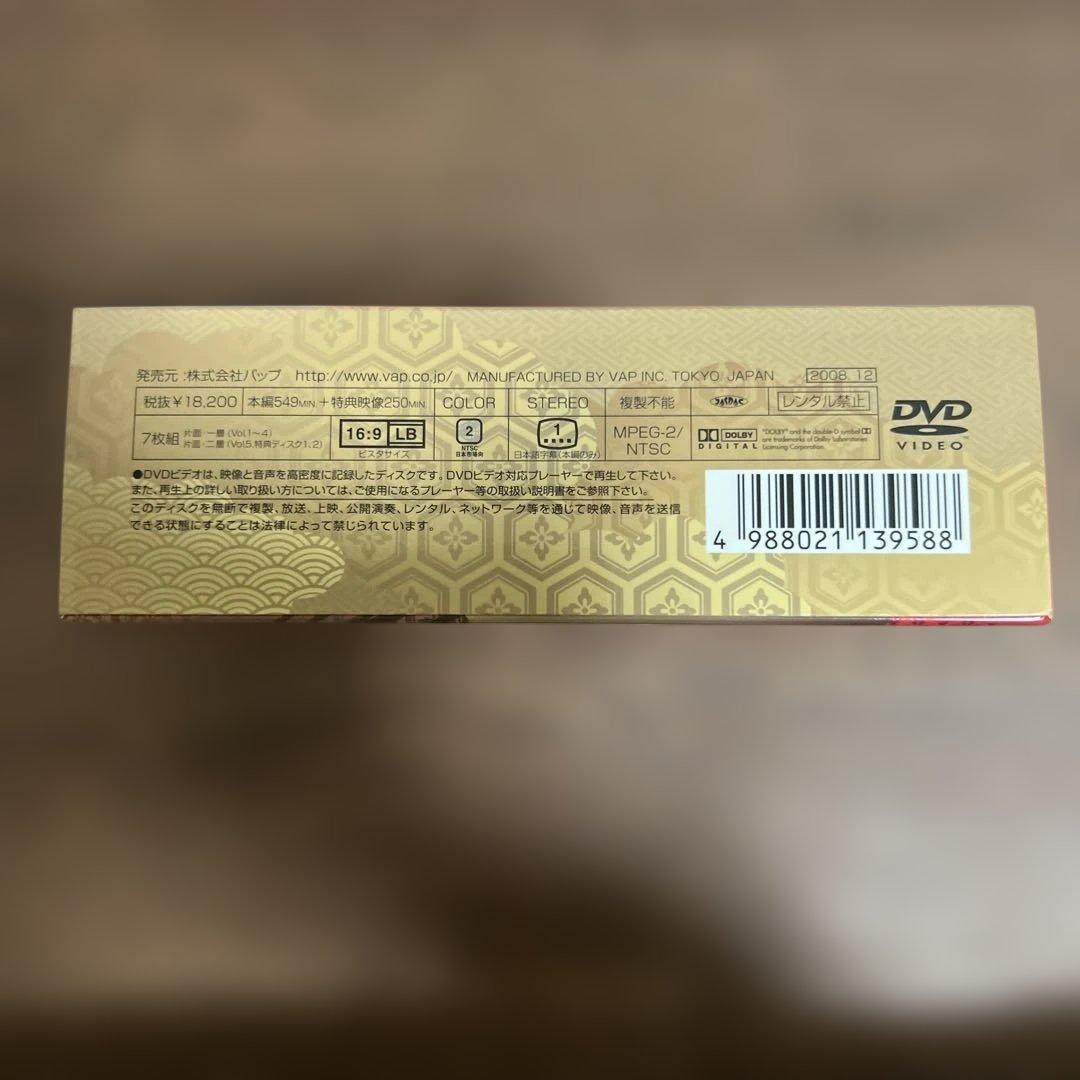 発売元:株式会社バップ http://www.vap.co.jp/ MANUFACTURED BY VAP INC. TOKYO. JAPAN 2008.12
税抜￥18,200 本編549MIN.＋特典映像250MIN. COLOR STEREO 複製不能 JASRAC レンタル禁止
7枚組 片面・一層 (Vol.1～4)
片面・二層 (Vol.5,特典ディスク1,2)
16:9 LB
ビスタサイズ
2
NTSC
日本市場向
1
日本語字幕(本編のみ)
MPEG-2/
NTSC
DOLBY
DIGITAL
"DOLBY" and the double-D symbol
are trademarks of Dolby Laboratories
Licensing Corporation.
DVD
VIDEO
●DVDビデオは、映像と音声を高密度に記録したディスクです。DVDビデオ対応プレーヤーで再生して下さい。
また、再生上の詳しい取り扱い方については、ご使用になるプレーヤー等の取扱い説明書をご参照下さい。
このディスクを無断で複製、放送、上映、公開演奏、レンタル、ネットワーク等を通じて映像、音声を送信
できる状態にすることは法律によって禁じられています。
4 988021 139588